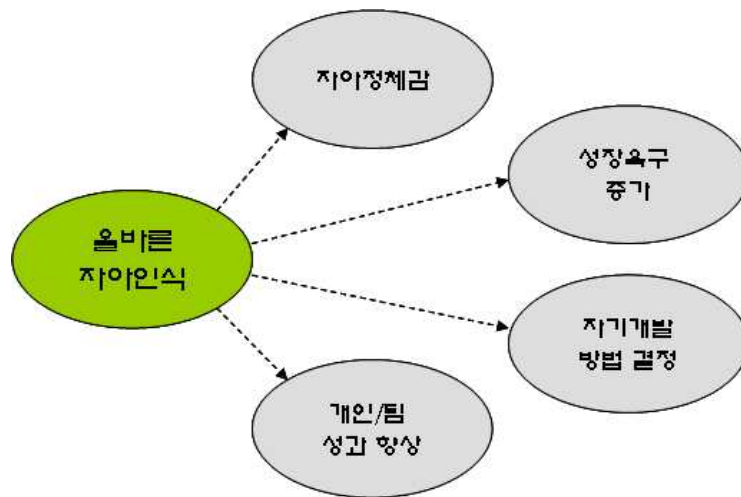 자아정체감
성장욕구
증가
올바른
자아인식
자기개발
방법 결정
개인/팀
성과 향상